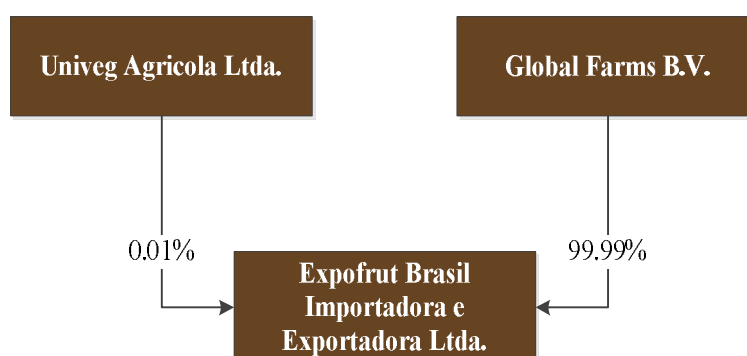 Univeg Agricola Ltda.
Global Farms B.V.
0.01%
99.99%
Expofrut Brasil
Importadora e
Exportadora Ltda.